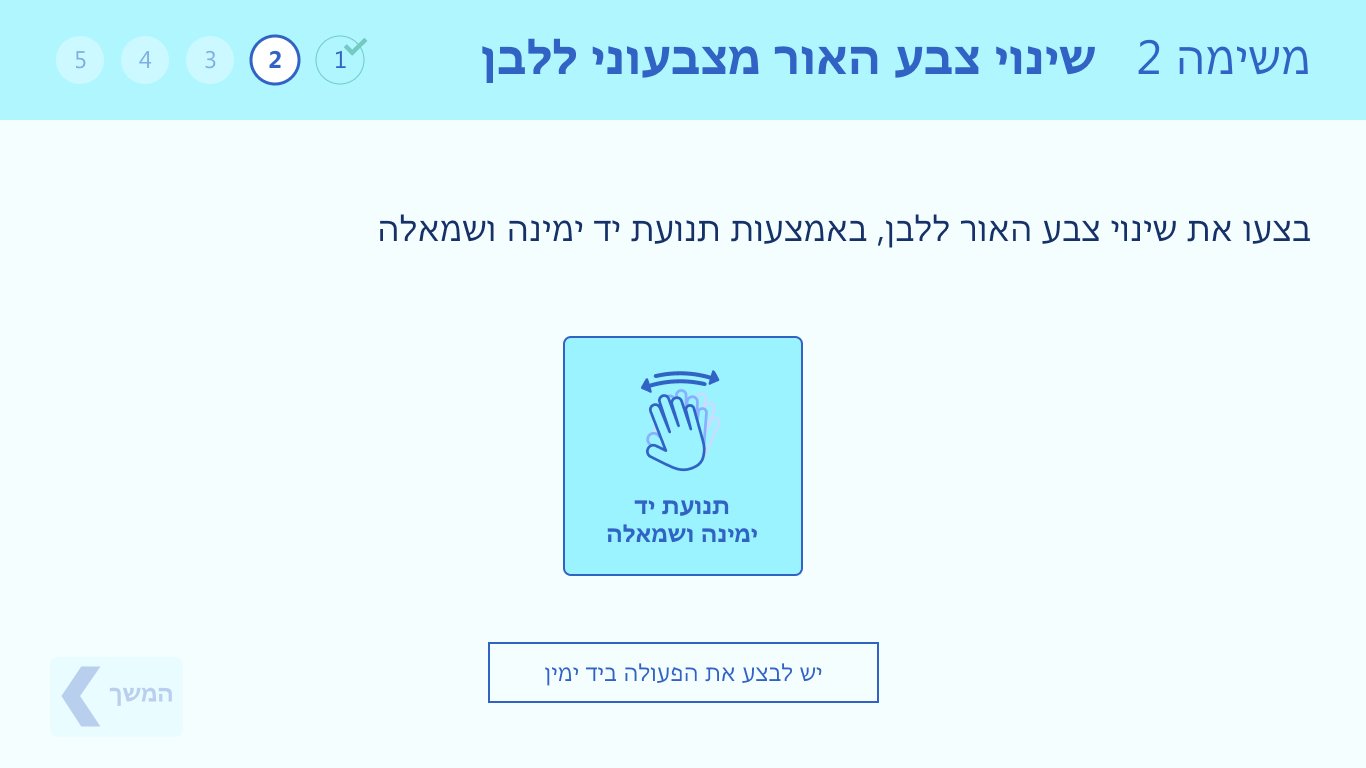 משימה 2 שינוי צבע האור מצבעוני ללבן
1 2 3 4 5
בצעו את שינוי צבע האור ללבן, באמצעות תנועת יד ימינה ושמאלה
תנועת יד
ימינה ושמאלה
יש לבצע את הפעולה ביד ימין
המשך